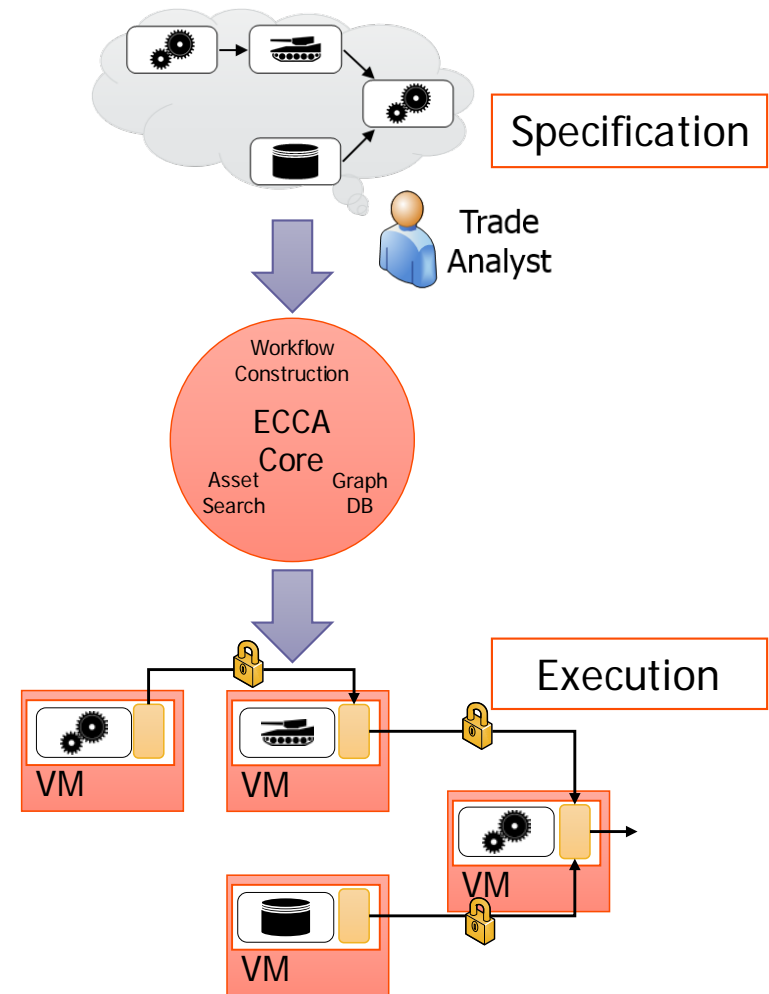 Specification
Trade
Analyst
Workflow
Construction
ECCA
Core
Asset
Search
Graph
DB
Execution
VM
VM
VM
VM